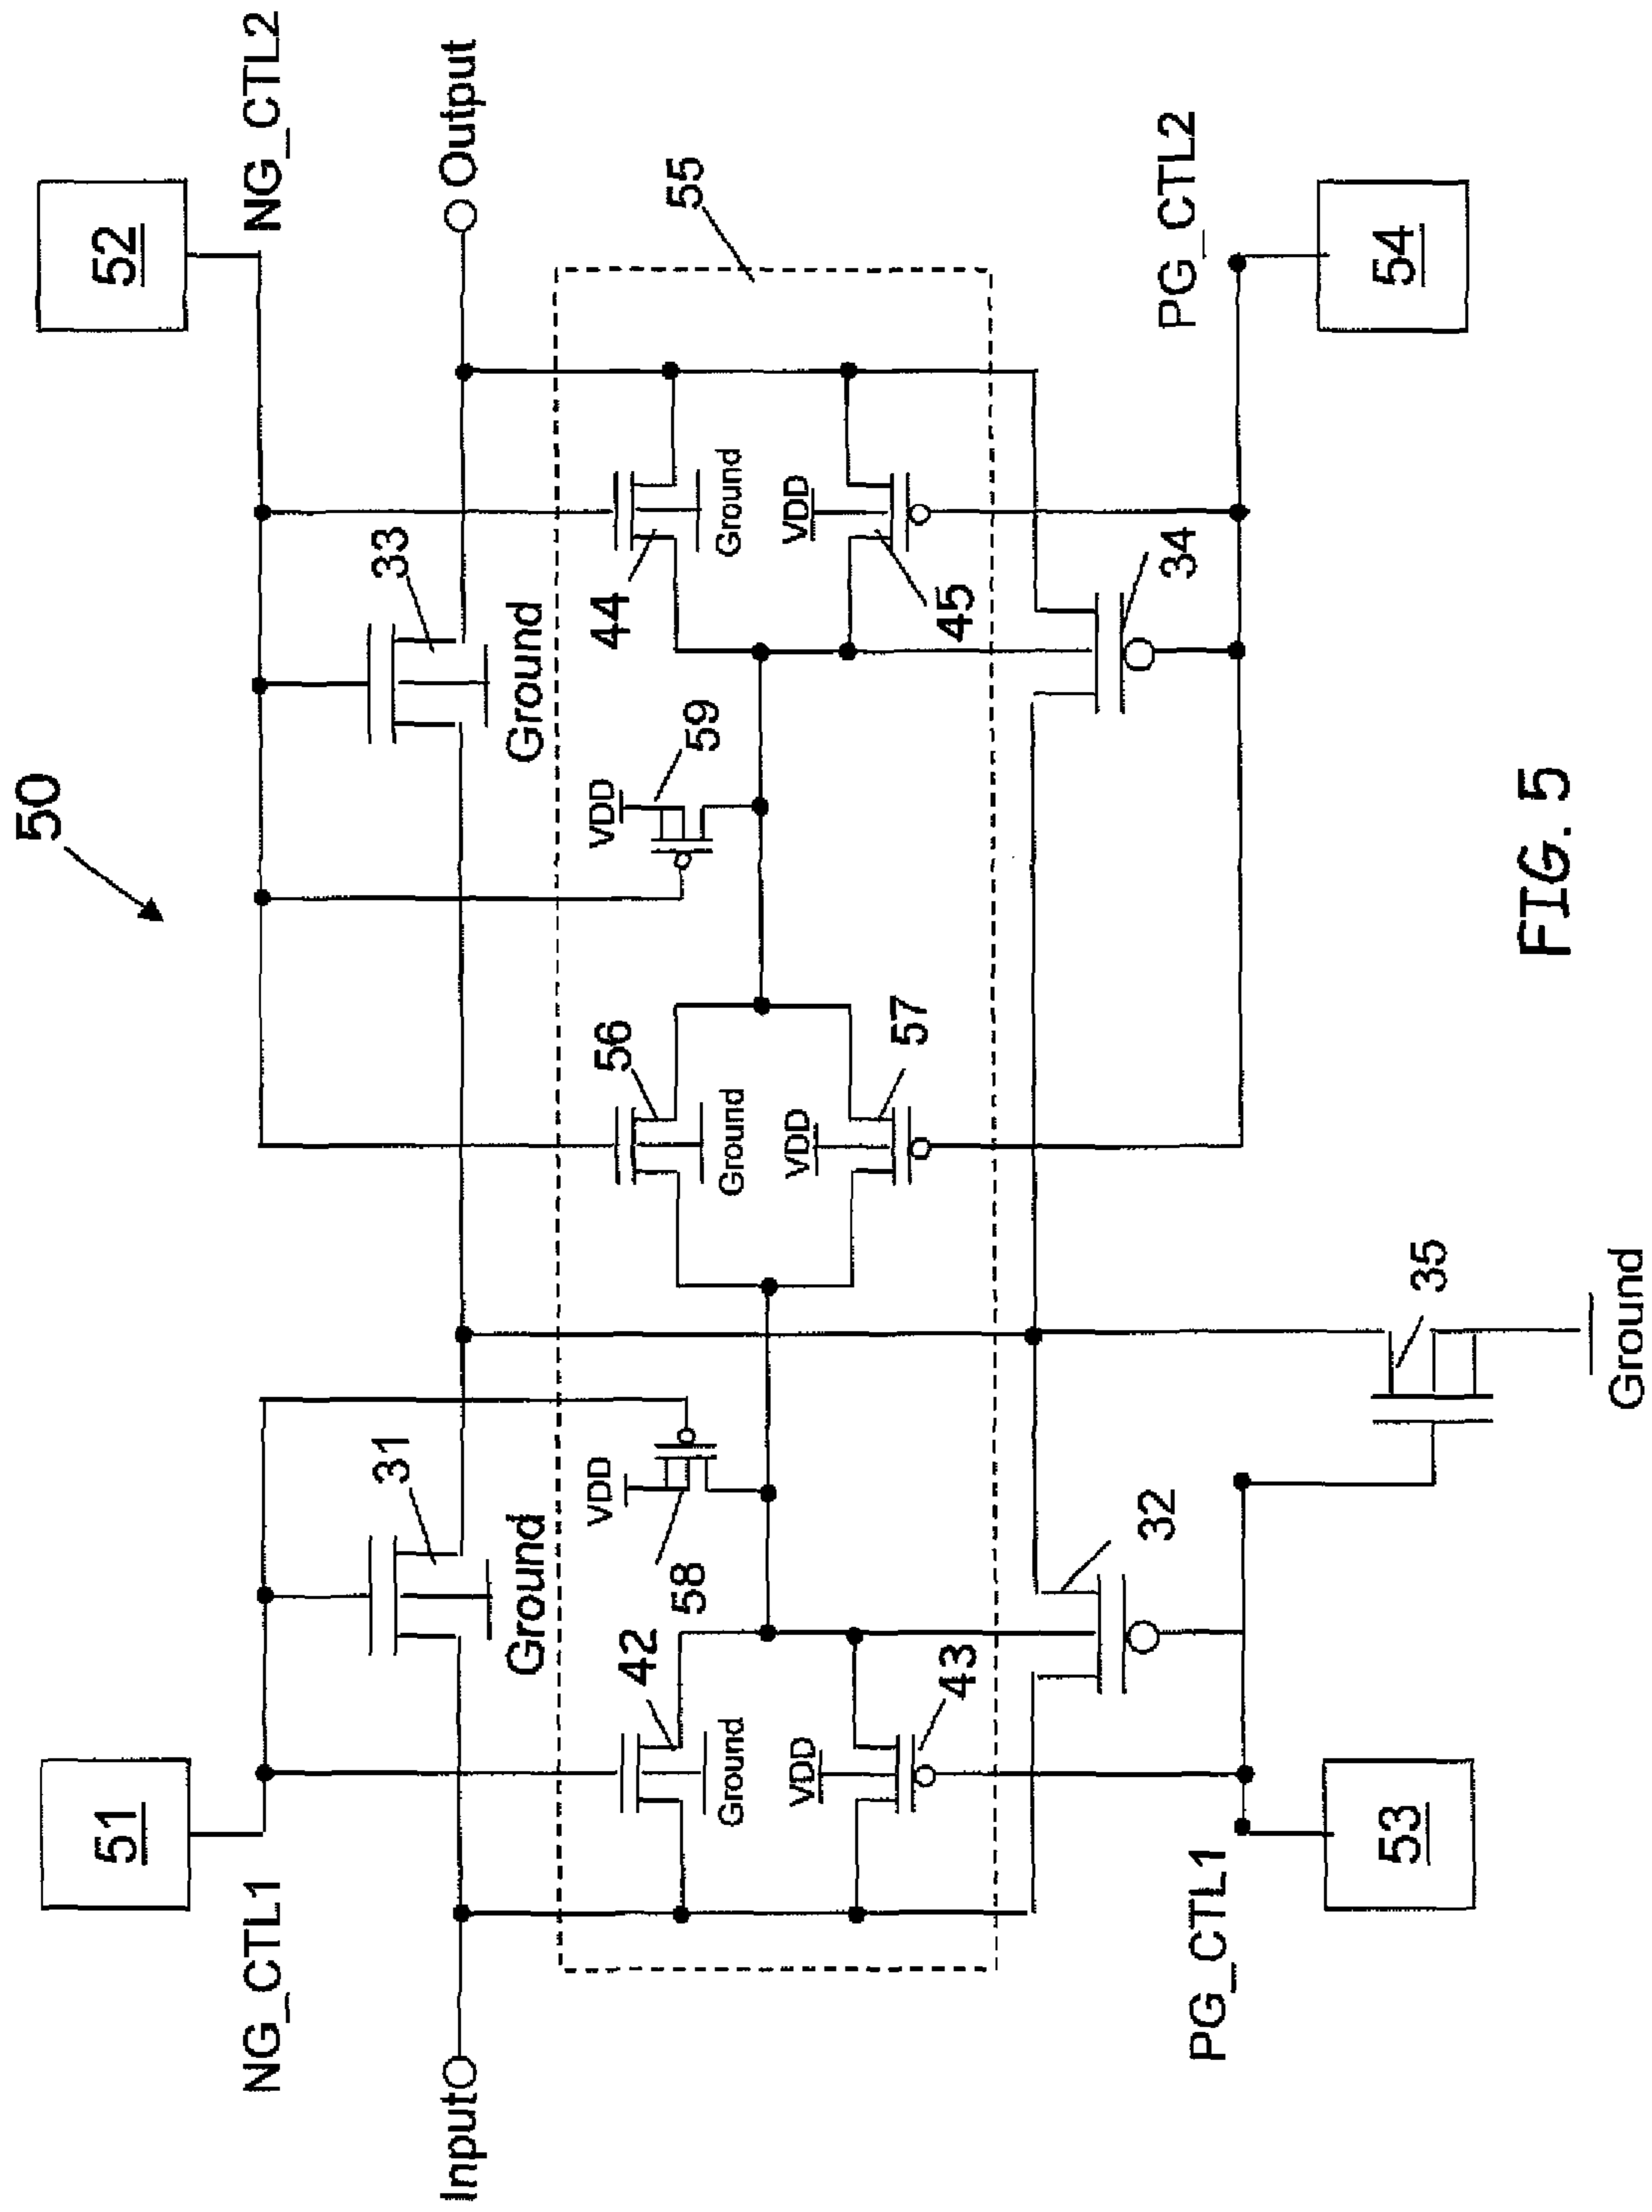 50
51
NG_CTL1
52
NG_CTL2
Input
31
Ground
33
Ground
Output
55
42
Ground
58
VDD
56
Ground
59
VDD
44
Ground
43
VDD
57
VDD
45
VDD
32
34
PG_CTL1
53
35
Ground
PG_CTL2
54
FIG. 5